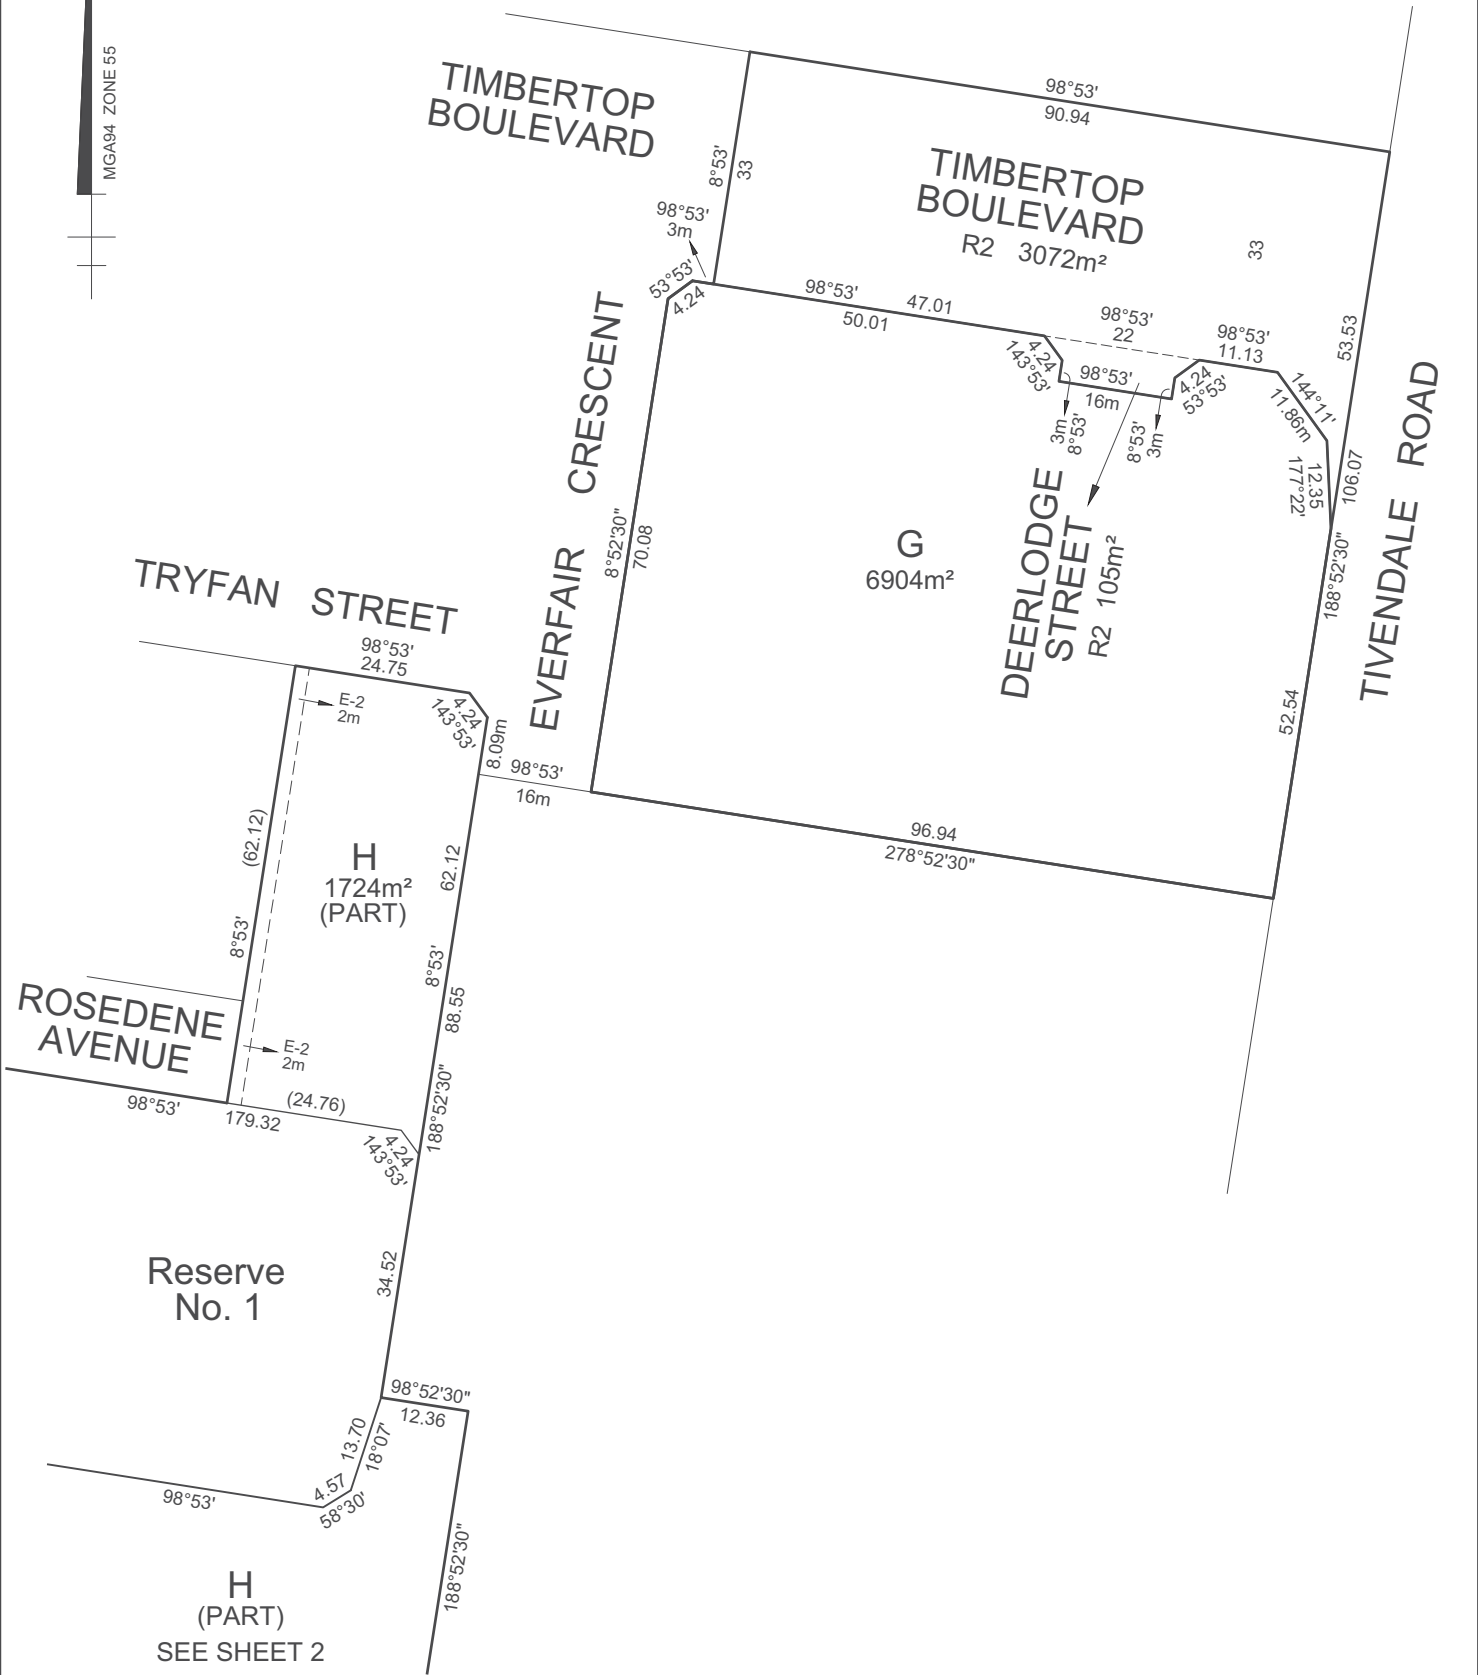 MGA94 ZONE 55
TIMBERTOP
BOULEVARD
98°53'
90.94
8°53'
33
TIMBERTOP
BOULEVARD
R2 3072m²
33
98°53'
3m
53°53'
4.24
98°53'
47.01
50.01
98°53'
22
98°53'
11.13
4.24
143°53'
98°53'
16m
4.24
53°53'
144°11'
11.86m
3m
8°53'
8°53'
3m
12.35
177°22'
53.53
106.07
188°52'30"
52.54
TIVENDALE ROAD
EVERFAIR CRESCENT
8°52'30"
70.08
G
6904m²
DEERLODGE
STREET
R2 105m²
TRYFAN STREET
98°53'
24.75
E-2
2m
4.24
143°53'
8.09m
98°53'
16m
96.94
278°52'30"
(62.12)
8°53'
H
1724m²
(PART)
62.12
8°53'
88.55
188°52'30"
ROSEDENE
AVENUE
E-2
2m
98°53'
179.32
(24.76)
4.24
143°53'
Reserve
No. 1
34.52
98°52'30"
12.36
13.70
18°07'
4.57
58°30'
98°53'
188°52'30"
H
(PART)
SEE SHEET 2